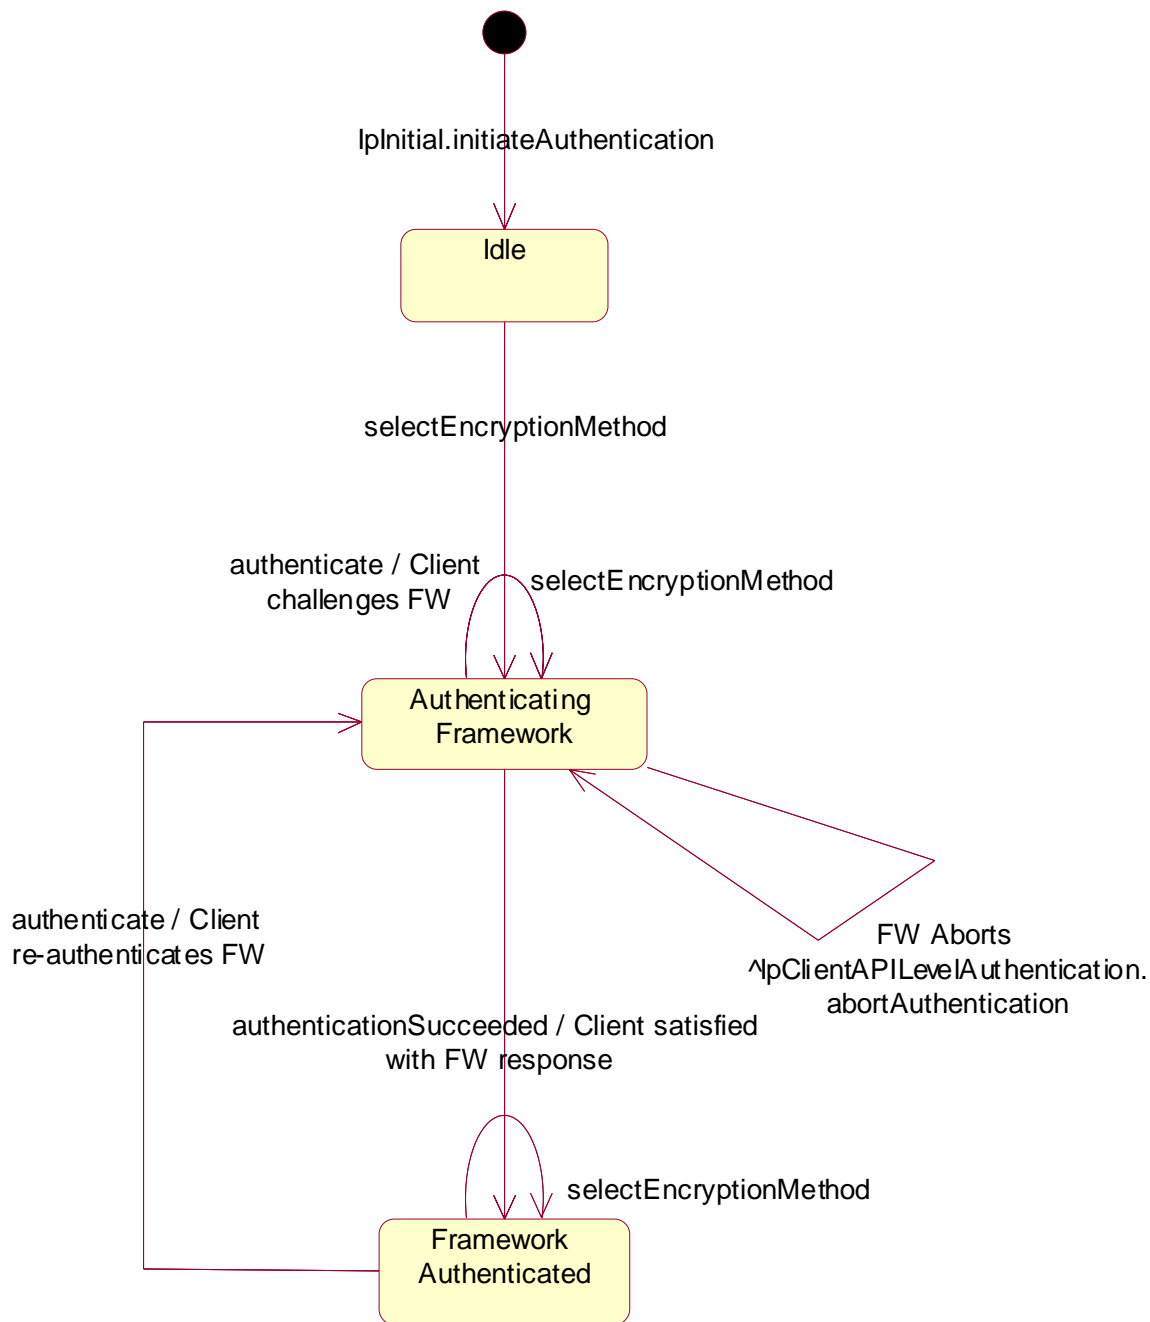 IpInitial.initiateAuthentication
Idle
selectEncryptionMethod
authenticate / Client
challenges FW
selectEncryptionMethod
Authenticating
Framework
authenticate / Client
re-authenticates FW
FW Aborts
^IpClientAPILevelAuthentication.
abortAuthentication
authenticationSucceeded / Client satisfied
with FW response
selectEncryptionMethod
Framework
Authenticated